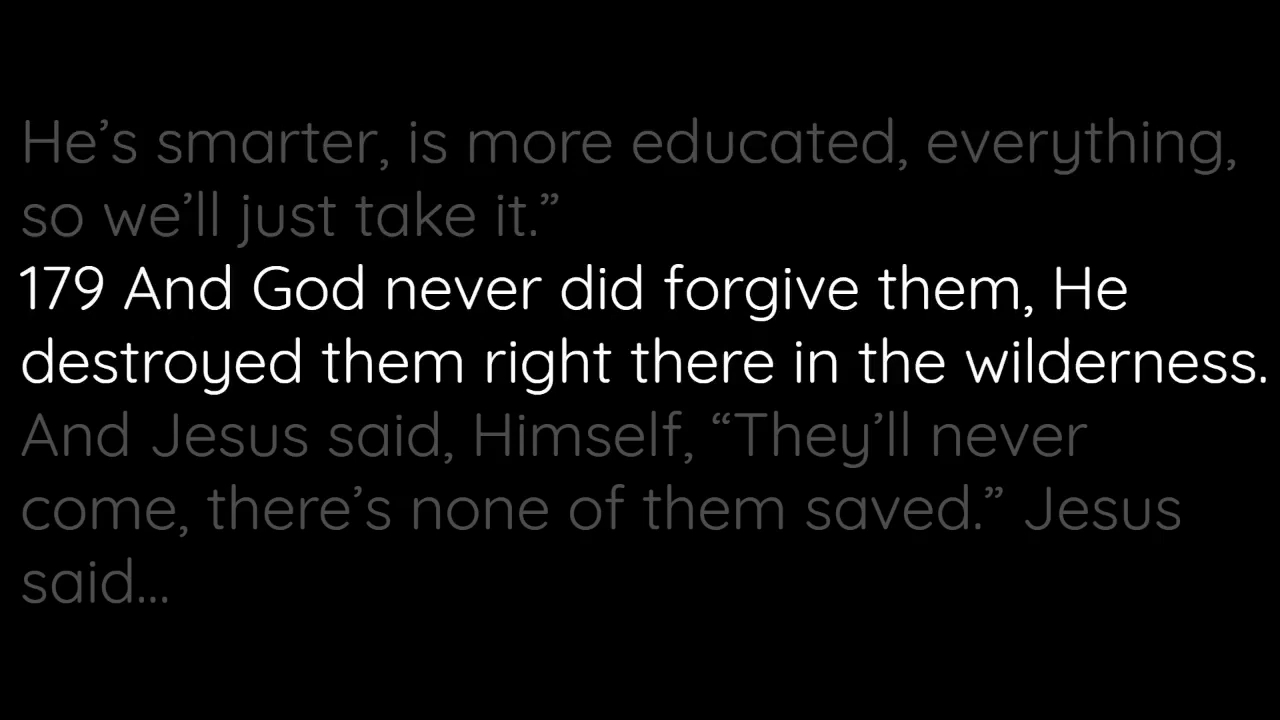 He’s smarter, is more educated, everything,
so we’ll just take it.”
179 And God never did forgive them, He
destroyed them right there in the wilderness.
And Jesus said, Himself, “They’ll never
come, there’s none of them saved.” Jesus
said...